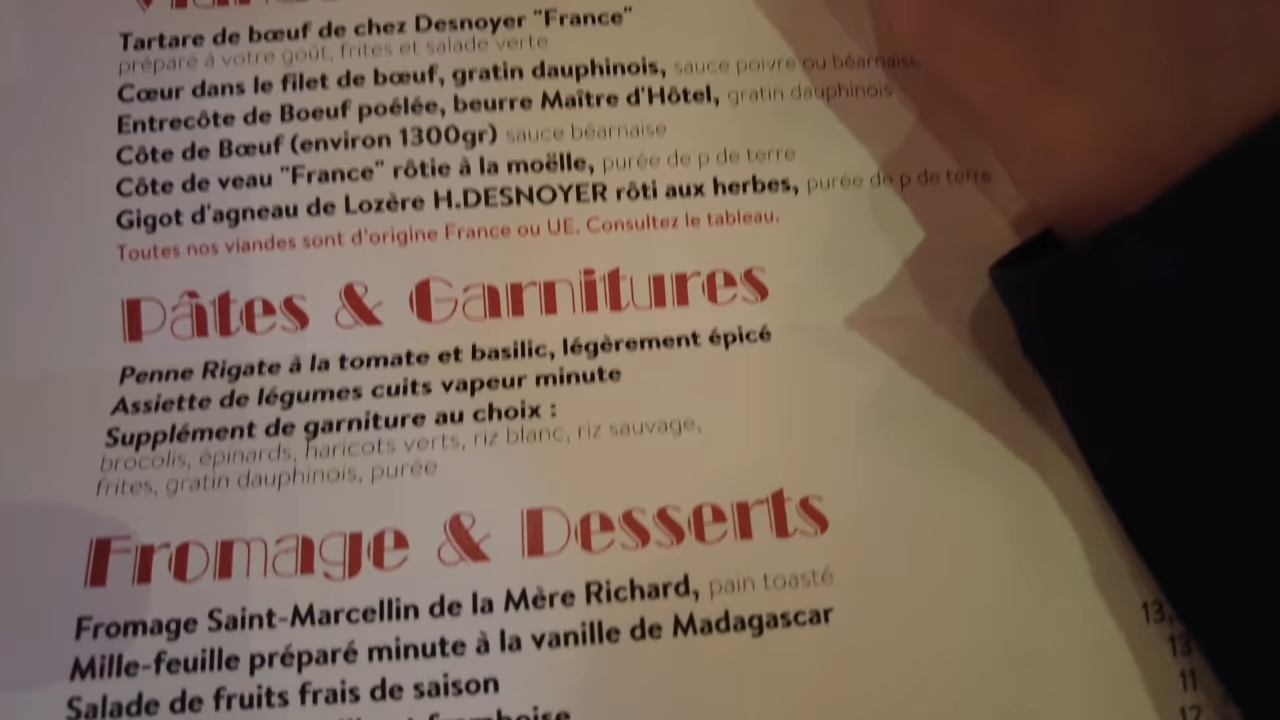 Tartare de bœuf de chez Desnoyer "France"
préparé à votre goût, frites et salade verte
Cœur dans le filet de bœuf, gratin dauphinois, sauce poivre ou béarnaise
Entrecôte de Boeuf poélée, beurre Maître d'Hôtel, gratin dauphinois
Côte de Bœuf (environ 1300gr) sauce béarnaise
Côte de veau "France" rôtie à la moëlle, purée de p de terre
Gigot d'agneau de Lozère H.DESNOYER rôti aux herbes, purée de p de terre
Toutes nos viandes sont d'origine France ou UE. Consultez le tableau.
Pâtes & Garnitures
Penne Rigate à la tomate et basilic, légèrement épicé
Assiette de légumes cuits vapeur minute
Supplément de garniture au choix :
brocolis, épinards, haricots verts, riz blanc, riz sauvage,
frites, gratin dauphinois, purée
Fromage & Desserts
Fromage Saint-Marcellin de la Mère Richard, pain toasté
Mille-feuille préparé minute à la vanille de Madagascar 13
Salade de fruits frais de saison 11
framboise 12